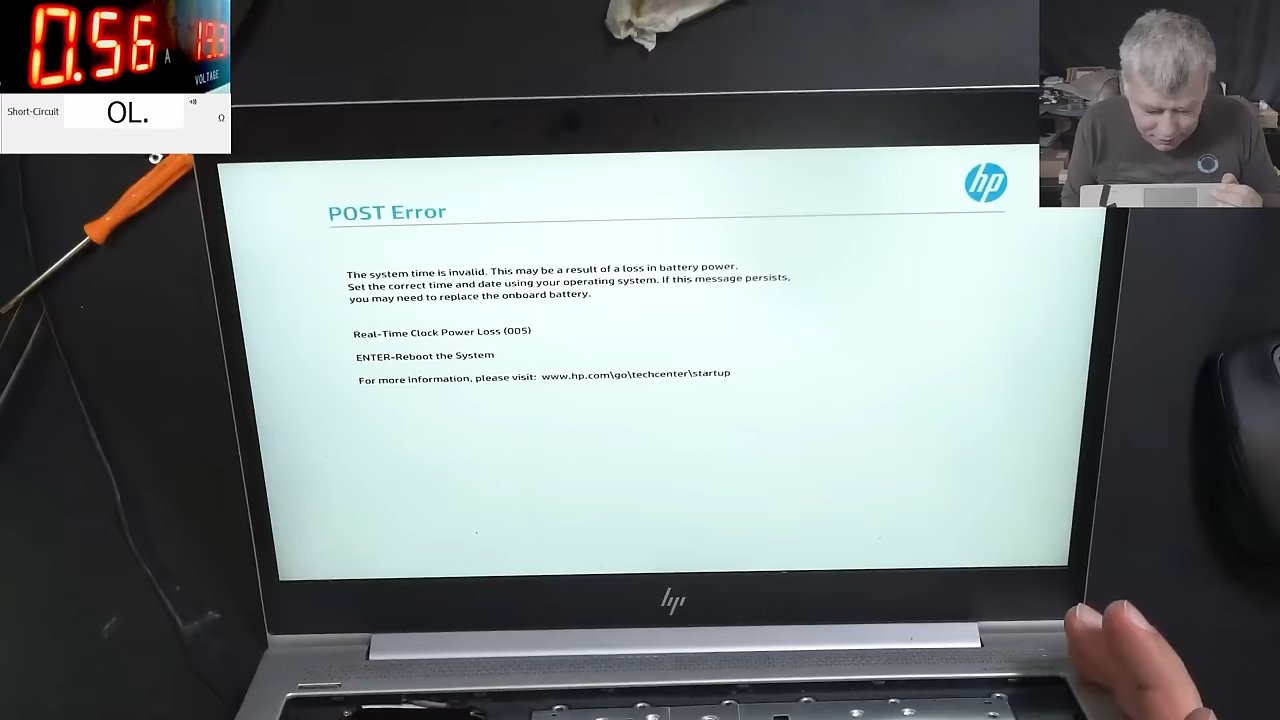 0.56
A
19.3
VOLTAGE
Short-Circuit
OL.
Ω
hp
POST Error
The system time is invalid. This may be a result of a loss in battery power.
Set the correct time and date using your operating system. If this message persists,
you may need to replace the onboard battery.
Real-Time Clock Power Loss (005)
ENTER-Reboot the System
For more information, please visit: www.hp.com\go\techcenter\startup
hp